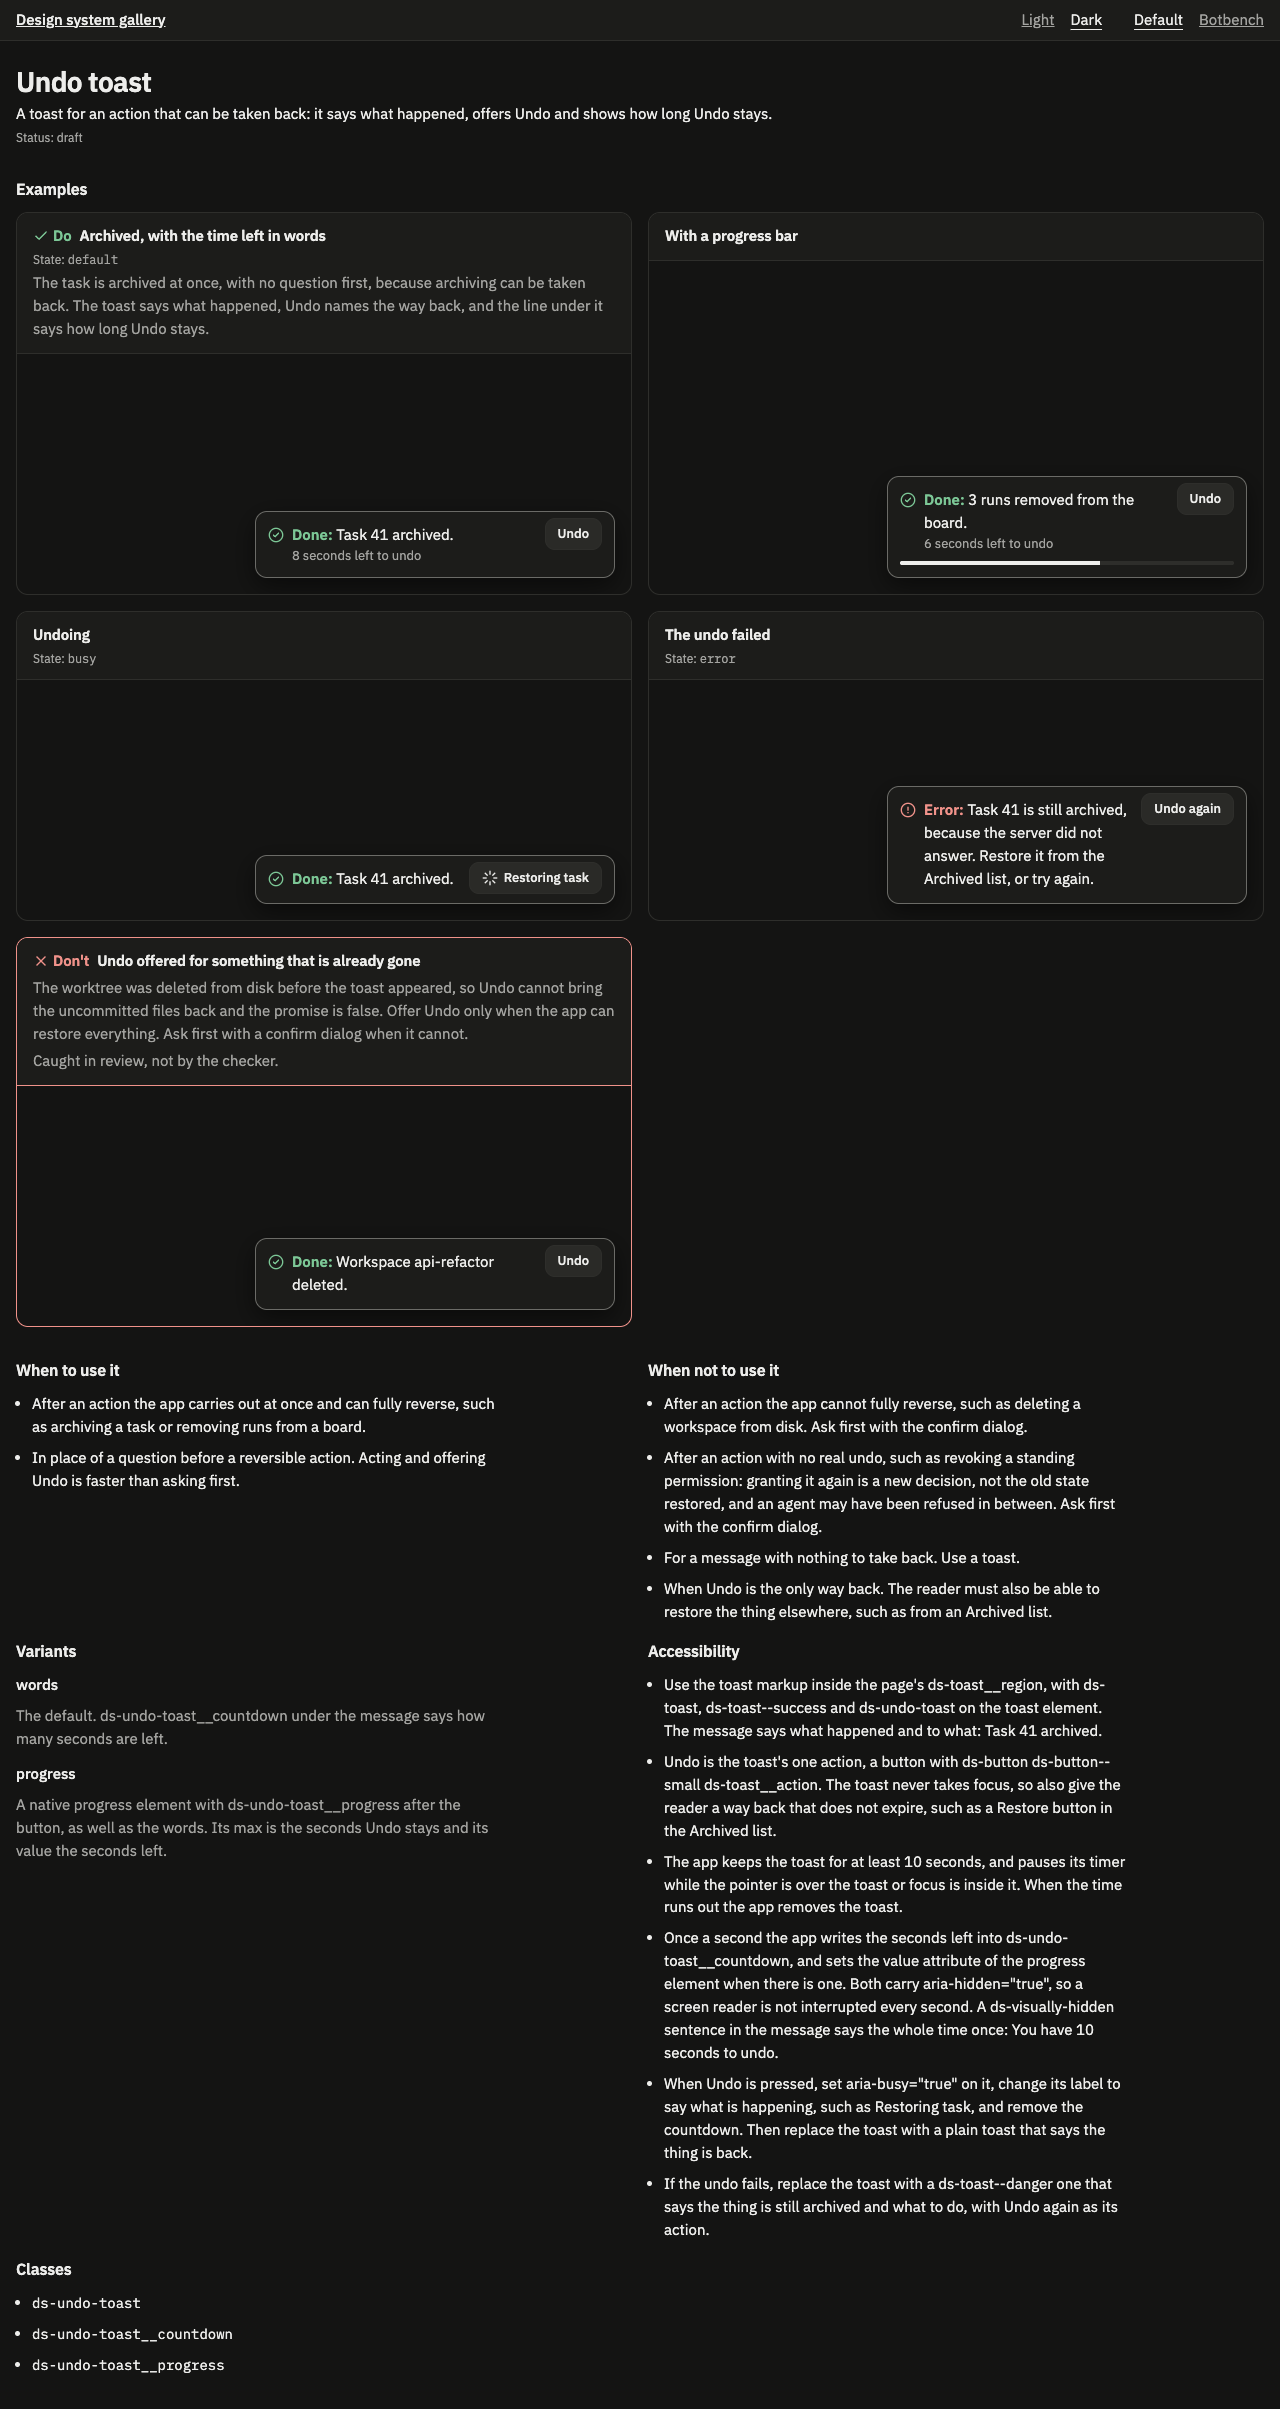 Design system gallery
Light Dark Default Botbench
Undo toast
A toast for an action that can be taken back: it says what happened, offers Undo and shows how long Undo stays.
Status: draft
Examples
Do Archived, with the time left in words
State: default
The task is archived at once, with no question first, because archiving can be taken
back. The toast says what happened, Undo names the way back, and the line under it
says how long Undo stays.
Done: Task 41 archived.
Undo
8 seconds left to undo
With a progress bar
Done: 3 runs removed from the
board.
Undo
6 seconds left to undo
Undoing
State: busy
Done: Task 41 archived.
Restoring task
The undo failed
State: error
Error: Task 41 is still archived,
because the server did not
answer. Restore it from the
Archived list, or try again.
Undo again
Don't Undo offered for something that is already gone
The worktree was deleted from disk before the toast appeared, so Undo cannot bring
the uncommitted files back and the promise is false. Offer Undo only when the app can
restore everything. Ask first with a confirm dialog when it cannot.
Caught in review, not by the checker.
Done: Workspace api-refactor
deleted.
Undo
When to use it
After an action the app carries out at once and can fully reverse, such
as archiving a task or removing runs from a board.
In place of a question before a reversible action. Acting and offering
Undo is faster than asking first.
When not to use it
After an action the app cannot fully reverse, such as deleting a
workspace from disk. Ask first with the confirm dialog.
After an action with no real undo, such as revoking a standing
permission: granting it again is a new decision, not the old state
restored, and an agent may have been refused in between. Ask first
with the confirm dialog.
For a message with nothing to take back. Use a toast.
When Undo is the only way back. The reader must also be able to
restore the thing elsewhere, such as from an Archived list.
Variants
words
The default. ds-undo-toast__countdown under the message says how
many seconds are left.
progress
A native progress element with ds-undo-toast__progress after the
button, as well as the words. Its max is the seconds Undo stays and its
value the seconds left.
Accessibility
Use the toast markup inside the page's ds-toast__region, with ds-
toast, ds-toast--success and ds-undo-toast on the toast element.
The message says what happened and to what: Task 41 archived.
Undo is the toast's one action, a button with ds-button ds-button--
small ds-toast__action. The toast never takes focus, so also give the
reader a way back that does not expire, such as a Restore button in
the Archived list.
The app keeps the toast for at least 10 seconds, and pauses its timer
while the pointer is over the toast or focus is inside it. When the time
runs out the app removes the toast.
Once a second the app writes the seconds left into ds-undo-
toast__countdown, and sets the value attribute of the progress
element when there is one. Both carry aria-hidden="true", so a
screen reader is not interrupted every second. A ds-visually-hidden
sentence in the message says the whole time once: You have 10
seconds to undo.
When Undo is pressed, set aria-busy="true" on it, change its label to
say what is happening, such as Restoring task, and remove the
countdown. Then replace the toast with a plain toast that says the
thing is back.
If the undo fails, replace the toast with a ds-toast--danger one that
says the thing is still archived and what to do, with Undo again as its
action.
Classes
ds-undo-toast
ds-undo-toast__countdown
ds-undo-toast__progress